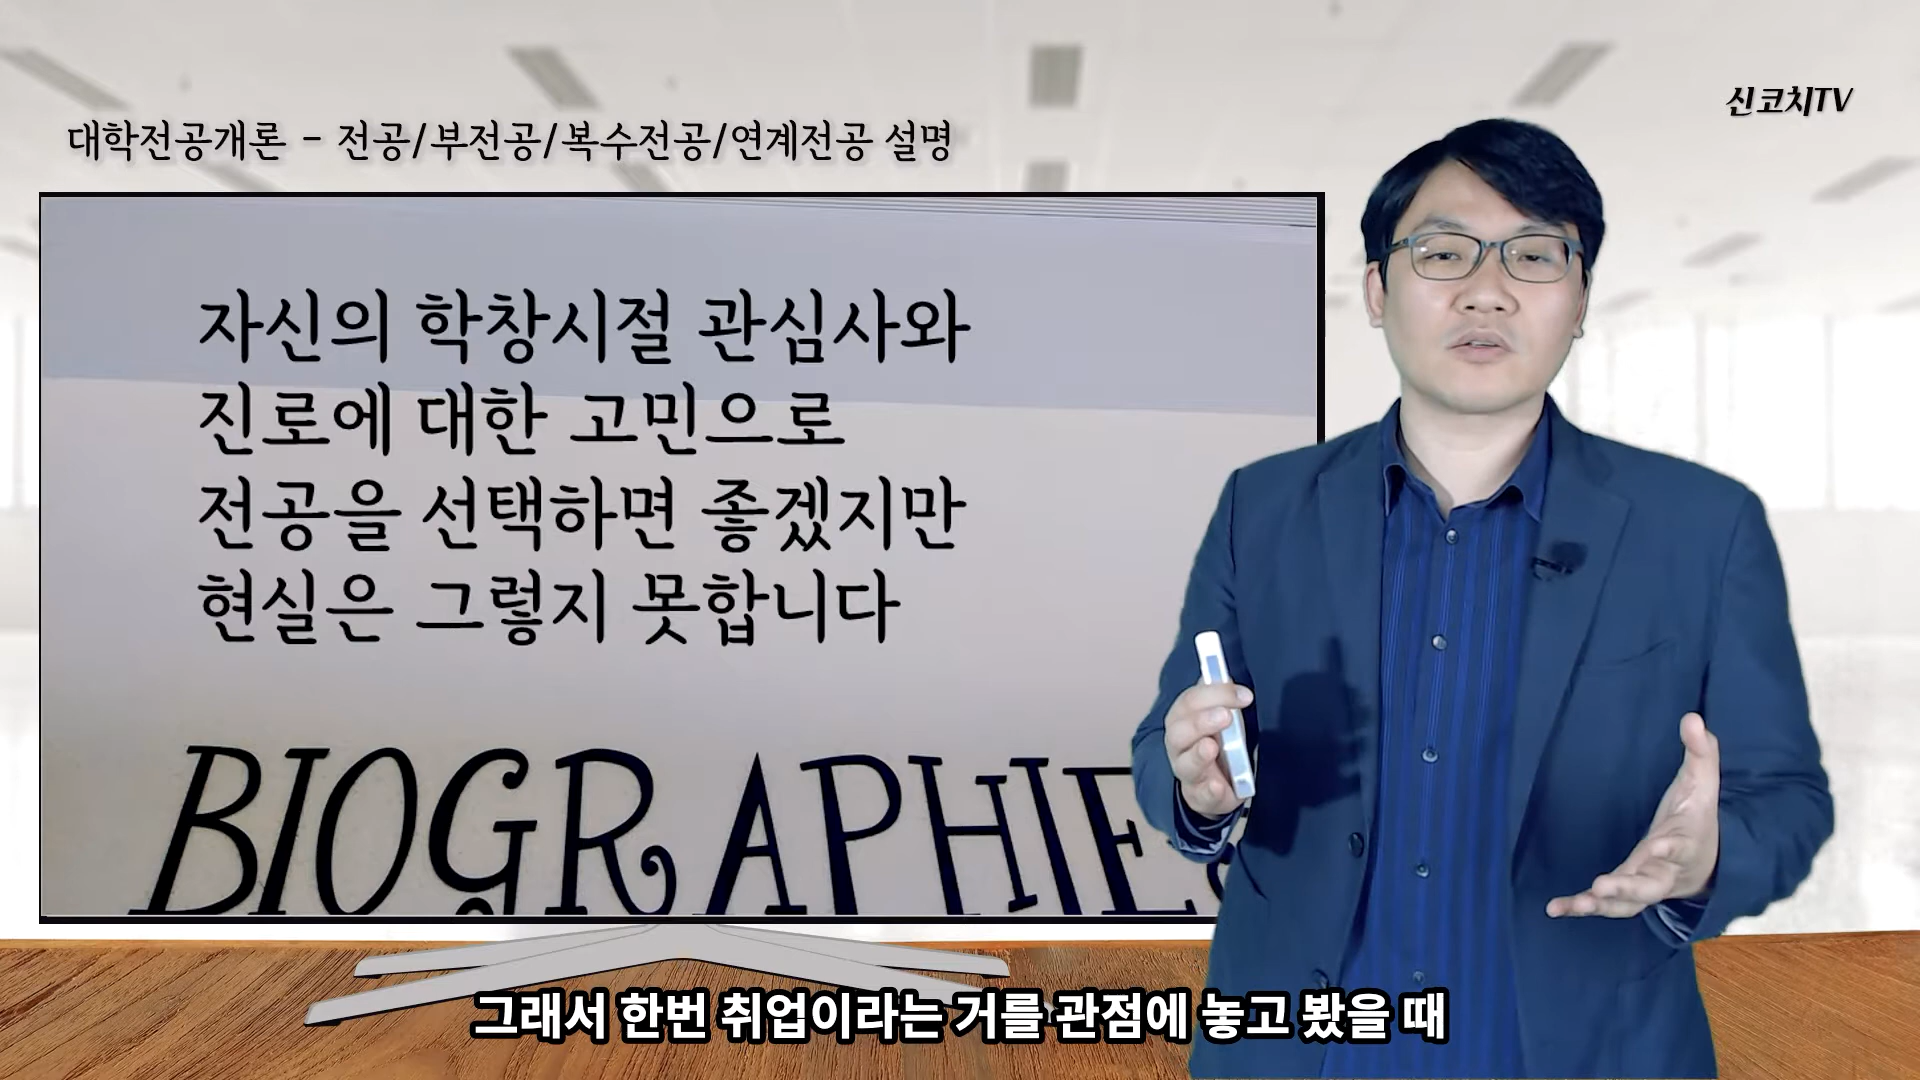 신코치TV
대학전공개론 - 전공/부전공/복수전공/연계전공 설명
자신의 학창시절 관심사와
진로에 대한 고민으로
전공을 선택하면 좋겠지만
현실은 그렇지 못합니다
BIOGRAPHIES
그래서 한번 취업이라는 거를 관점에 놓고 봤을 때